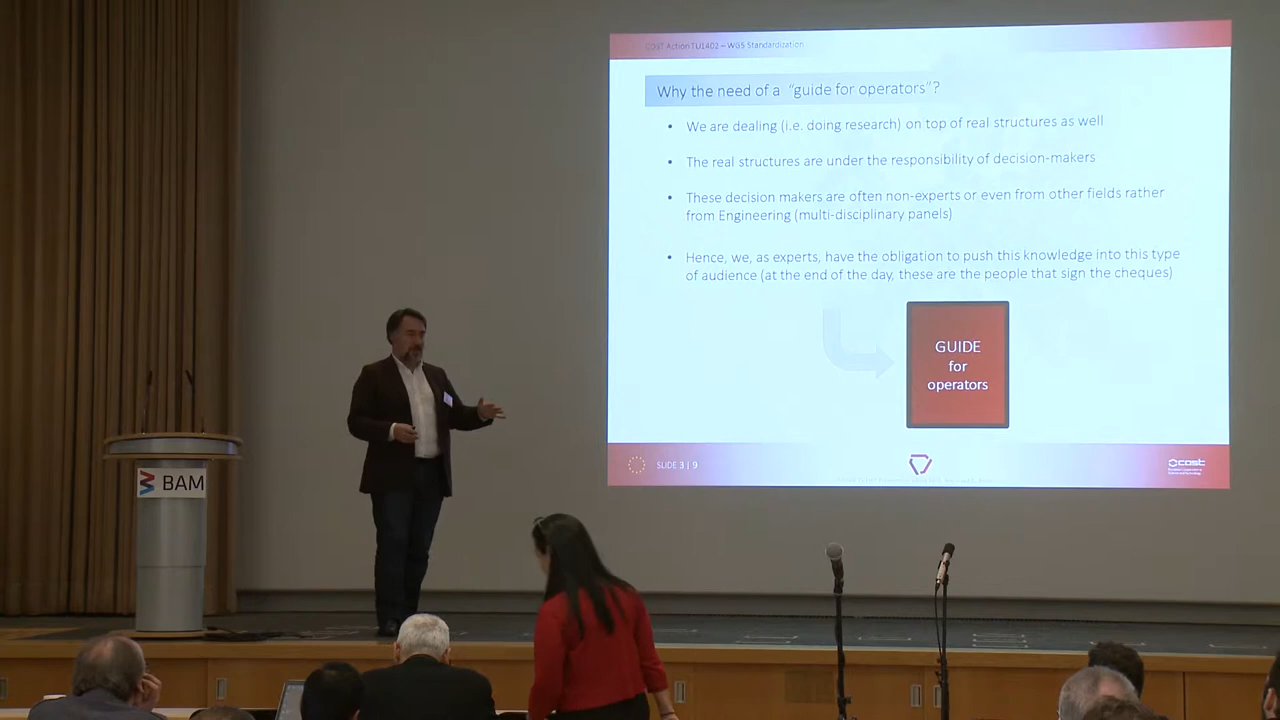 COST Action TU1402 – WG5 Standardization
Why the need of a "guide for operators"?
• We are dealing (i.e. doing research) on top of real structures as well
• The real structures are under the responsibility of decision-makers
• These decision makers are often non-experts or even from other fields rather
from Engineering (multi-disciplinary panels)
• Hence, we, as experts, have the obligation to push this knowledge into this type
of audience (at the end of the day, these are the people that sign the cheques)
GUIDE
for
operators
SLIDE 3 | 9
cost
BAM